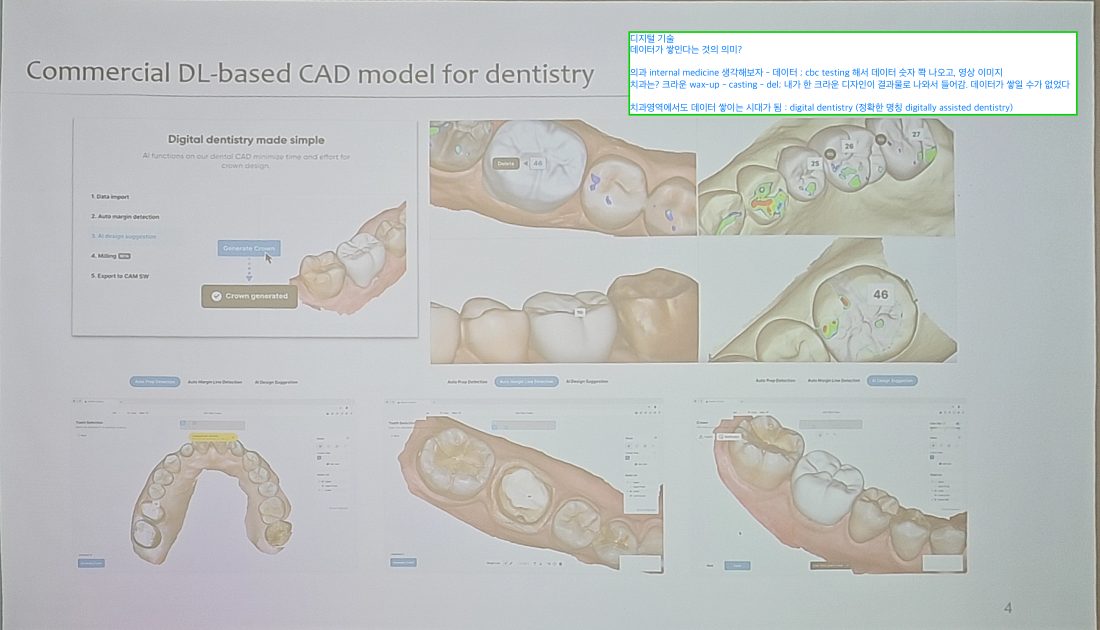 Commercial DL-based CAD model for dentistry
디지털 기술
데이터가 쌓인다는 것의 의미?
의과 internal medicine 생각해보자 - 데이터 ; cbc testing 해서 데이터 숫자 쫙 나오고, 영상 이미지
치과는? 크라운 wax-up - casting - del: 내가 한 크라운 디자인이 결과물로 나와서 들어감. 데이터가 쌓일 수가 없었다
치과영역에서도 데이터 쌓이는 시대가 됨 : digital dentistry (정확한 명칭 digitally assisted dentistry)
Digital dentistry made simple
AI functions on our dental CAD minimize time and effort for
crown design.
1. Data import
2. Auto margin detection
3. AI design suggestion
4. Milling
5. Export to CAM SW
Generate Crown
Crown generated
Delete
46
25
26
27
46
Auto Prep Detection Auto Margin Line Detection AI Design Suggestion
Auto Prep Detection Auto Margin Line Detection AI Design Suggestion
Auto Prep Detection Auto Margin Line Detection AI Design Suggestion
4